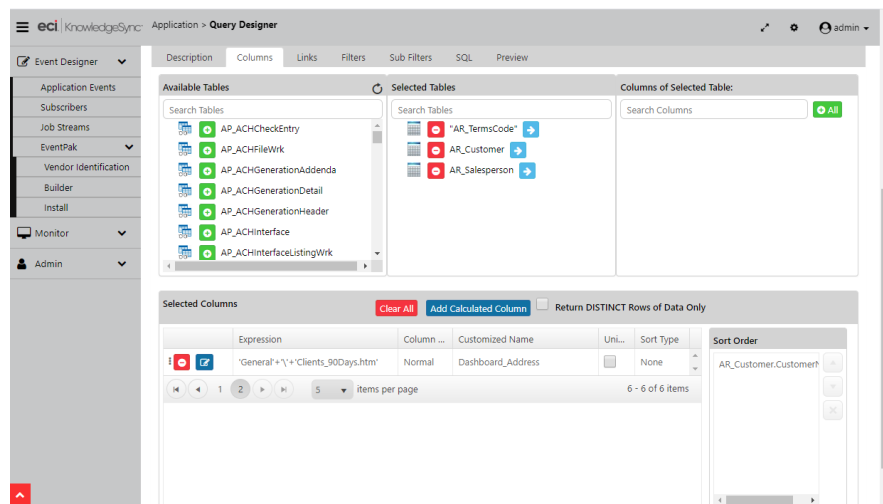 eci KnowledgeSync
Application > Query Designer
admin
Event Designer
Application Events
Subscribers
Job Streams
EventPak
Vendor Identification
Builder
Install
Monitor
Admin
Description Columns Links Filters Sub Filters SQL Preview
Available Tables
Search Tables
AP_ACHCheckEntry
AP_ACHFileWrk
AP_ACHGenerationAddenda
AP_ACHGenerationDetail
AP_ACHGenerationHeader
AP_ACHInterface
AP_ACHInterfaceListingWrk
Selected Tables
Search Tables
"AR_TermsCode"
AR_Customer
AR_Salesperson
Columns of Selected Table:
Search Columns
All
Selected Columns
Clear All Add Calculated Column Return DISTINCT Rows of Data Only
Expression Column ... Customized Name Uni... Sort Type
'General'+'\'+'Clients_90Days.htm' Normal Dashboard_Address None
1 2 5 items per page 6 - 6 of 6 items
Sort Order
AR_Customer.CustomerN